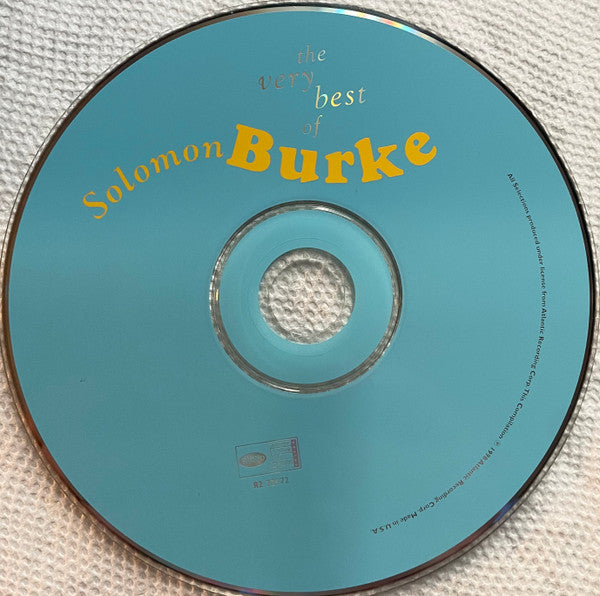 the
very
best
of
Solomon Burke
All Selections produced under license from Atlantic Recording Corp. This Compilation ℗ 1998 Atlantic Recording Corp. Made in U.S.A.